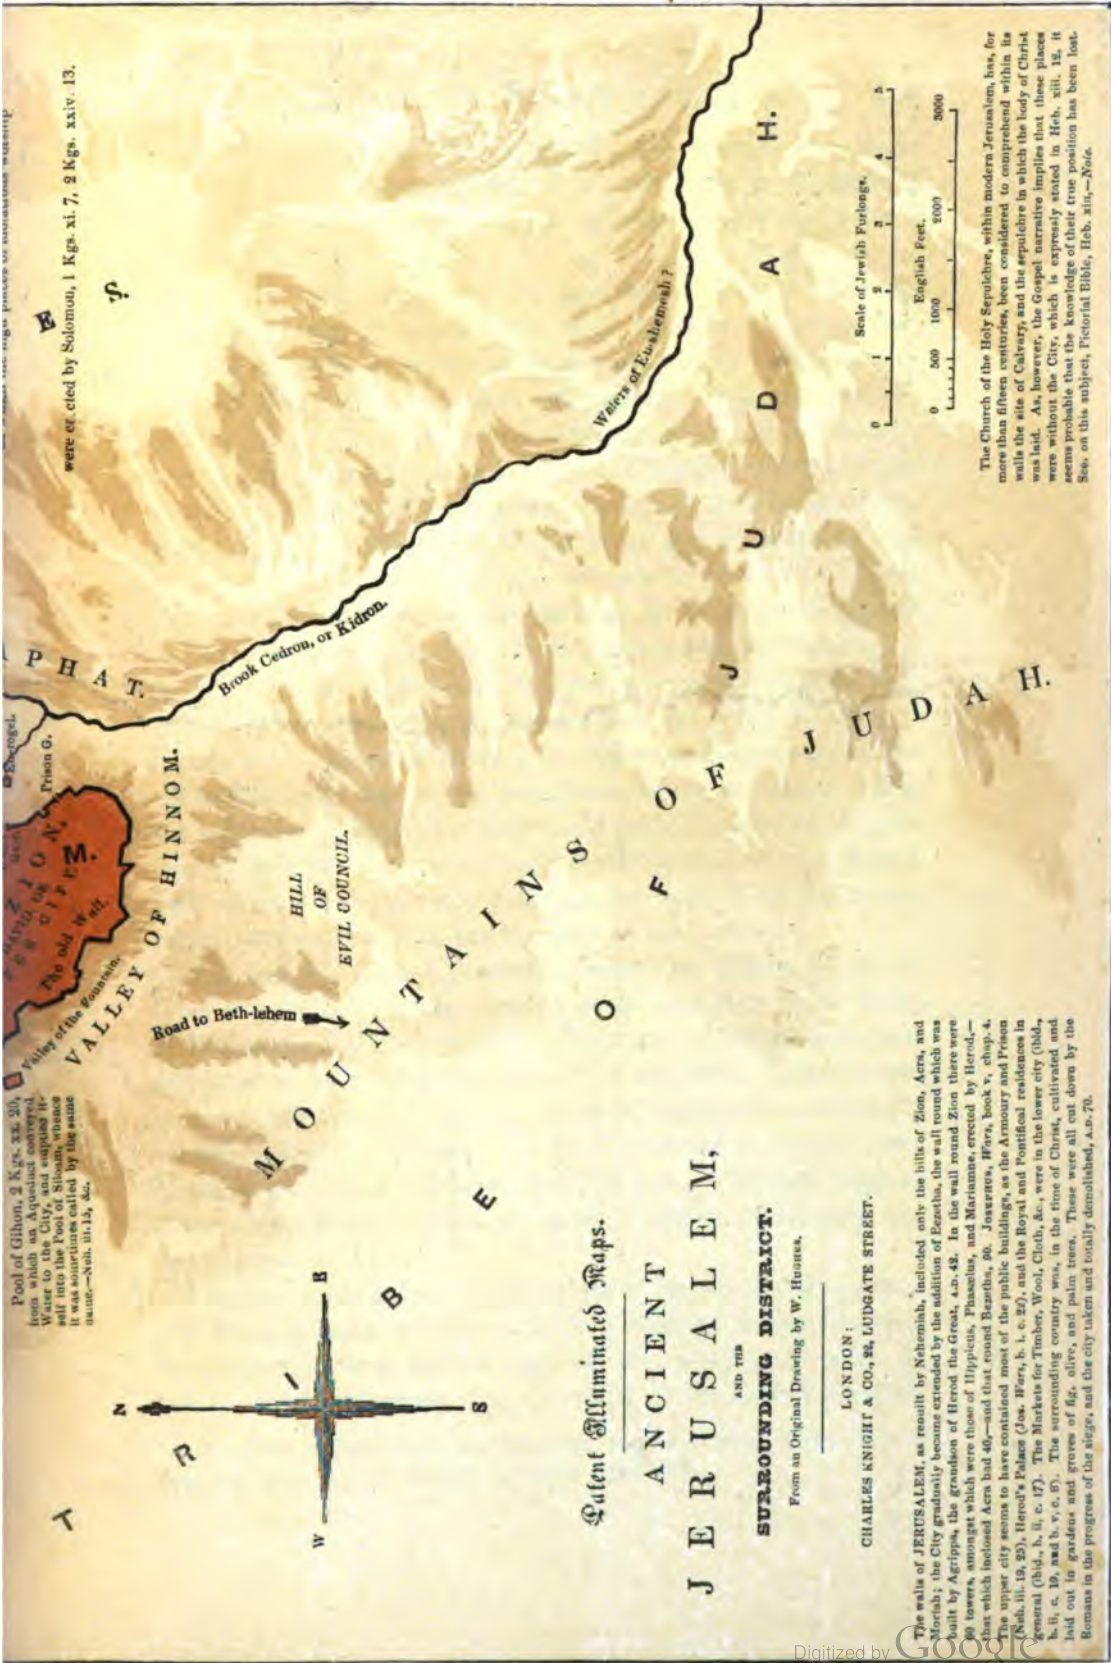 were erected by Solomon, 1 Kgs. xi. 7, 2 Kgs. xxiv. 13.
E S.
PHAT.
En-rogel.
Prison G.
ZION,
M.
The old Wall.
Valley of the Fountain.
VALLEY OF HINNOM.
Pool of Gihon, 2 Kgs. xx. 20,
from which an Aqueduct conveyed
Water to the City, and emptied it-
self into the Pool of Siloam, whence
it was sometimes called by the same
name.—Neh. iii. 15, &c.
Brook Cedron, or Kidron.
Waters of En-shemesh?
Road to Beth-lehem
HILL
OF
EVIL COUNCIL.
MOUNTAINS OF JUDAH.
TRIBE OF JUDAH.
N
W E
S
Patent Illuminated Maps.
ANCIENT
JERUSALEM,
AND THE
SURROUNDING DISTRICT.
From an Original Drawing by W. Hughes.
LONDON:
CHARLES KNIGHT & CO., 22, LUDGATE STREET.
Scale of Jewish Furlongs.
0 1 2 3 4 5
English Feet.
0 500 1000 2000 3000
The walls of JERUSALEM, as rebuilt by Nehemiah, included only the hills of Zion, Acra, and
Moriah; the City gradually became extended by the addition of Bezetha, the wall round which was
built by Agrippa, the grandson of Herod the Great, A.D. 42. In the wall round Zion there were
60 towers, amongst which were those of Hippicus, Phasælus, and Mariamne, erected by Herod,—
that which inclosed Acra had 40,—and that round Bezetha, 90. JOSEPHUS, Wars, book v, chap. 4.
The upper city seems to have contained most of the public buildings, as the Armoury and Prison
(Neh. iii. 19, 25), Herod's Palace (Jos. Wars, b. i. c. 21), and the Royal and Pontifical residences in
general (ibid., b. ii, c. 17). The Markets for Timber, Wool, Cloth, &c., were in the lower city (ibid.,
b. ii, c. 19, and b. v. c. 8). The surrounding country was, in the time of Christ, cultivated and
laid out in gardens and groves of fig, olive, and palm trees. These were all cut down by the
Romans in the progress of the siege, and the city taken and totally demolished, A.D. 70.
The Church of the Holy Sepulchre, within modern Jerusalem, has, for
more than fifteen centuries, been considered to comprehend within its
walls the site of Calvary, and the sepulchre in which the body of Christ
was laid. As, however, the Gospel narrative implies that these places
were without the City, which is expressly stated in Heb. xiii. 12, it
seems probable that the knowledge of their true position has been lost.
See. on this subject, Pictorial Bible, Heb. xiii,—Note.
Digitized by Google